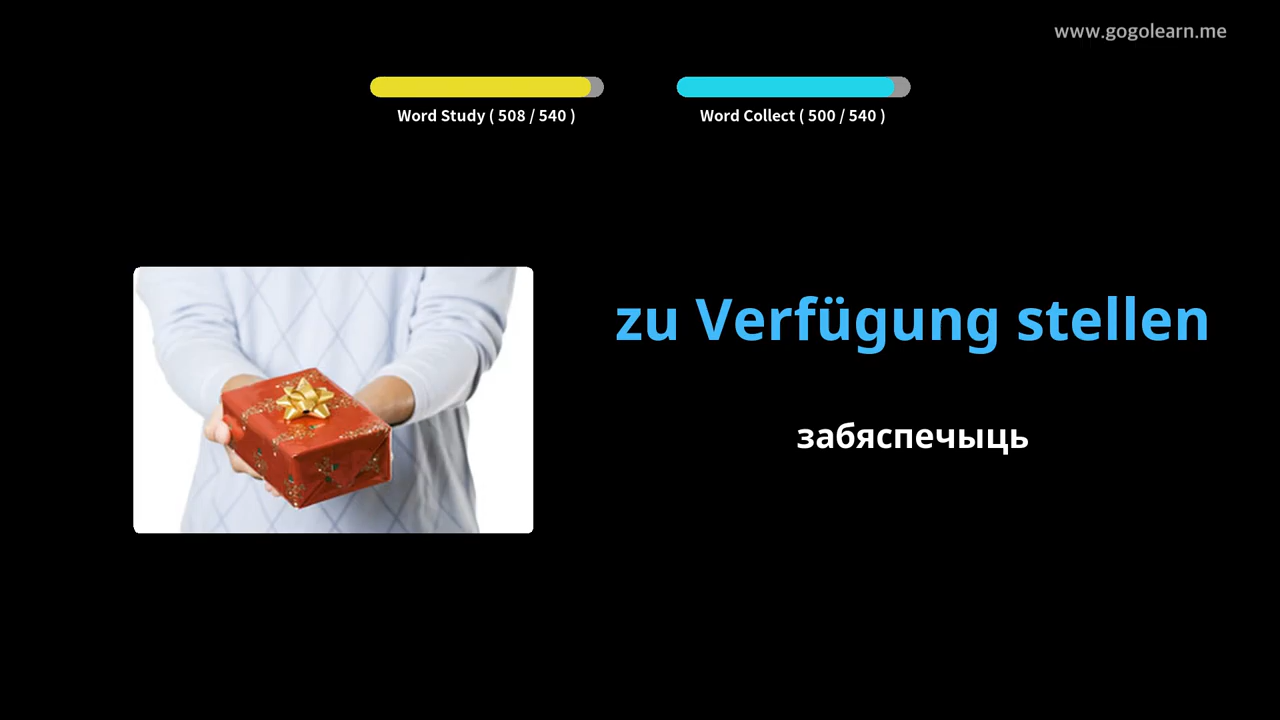 www.gogolearn.me
Word Study ( 508 / 540 )
Word Collect ( 500 / 540 )
zu Verfügung stellen
забяспечыць